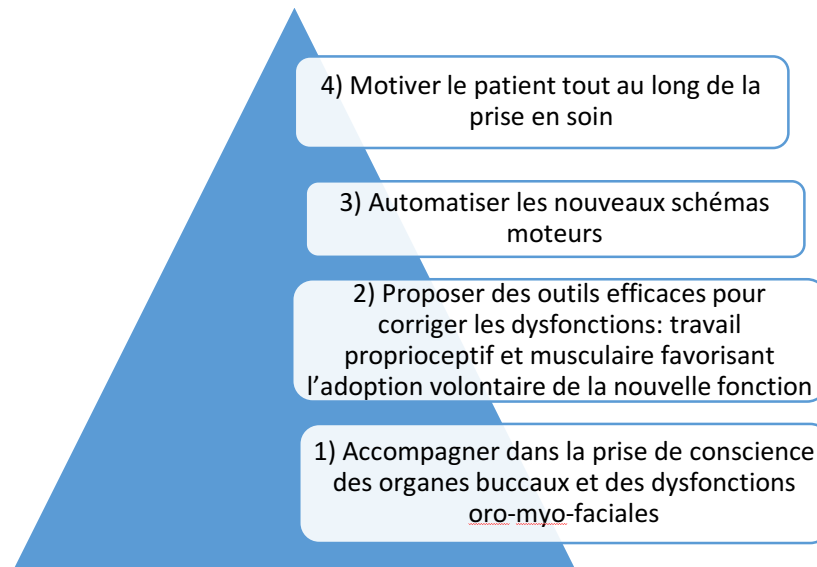 4) Motiver le patient tout au long de la
prise en soin
3) Automatiser les nouveaux schémas
moteurs
2) Proposer des outils efficaces pour
corriger les dysfonctions: travail
proprioceptif et musculaire favorisant
l’adoption volontaire de la nouvelle fonction
1) Accompagner dans la prise de conscience
des organes buccaux et des dysfonctions
oro-myo-faciales